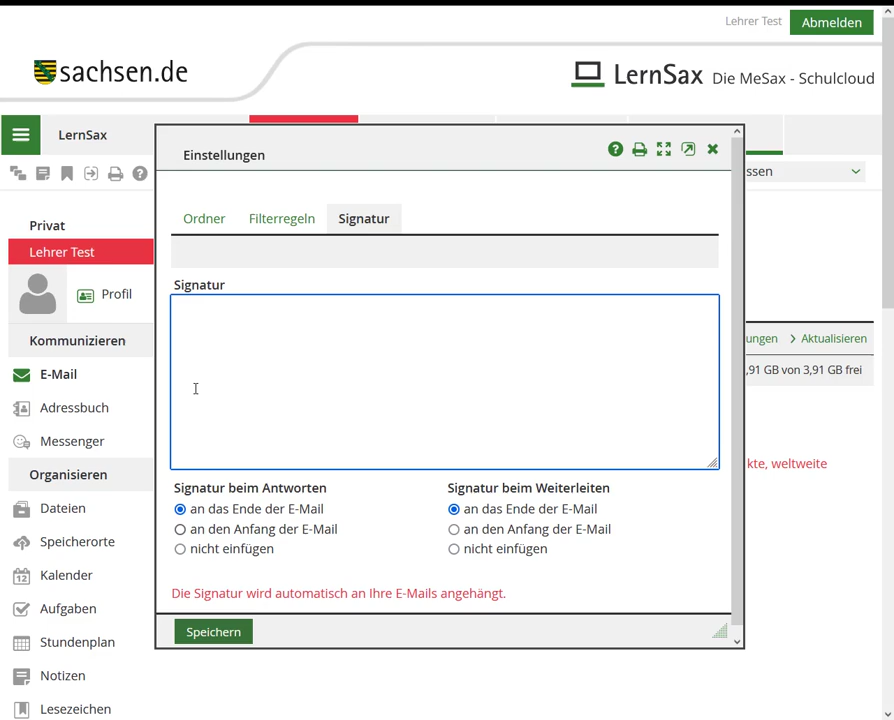 Lehrer Test
Abmelden
sachsen.de
LernSax Die MeSax - Schulcloud
LernSax
Einstellungen
ssen
Privat
Lehrer Test
Profil
Kommunizieren
E-Mail
Adressbuch
Messenger
Organisieren
Dateien
Speicherorte
12 Kalender
Aufgaben
Stundenplan
Notizen
Lesezeichen
Ordner Filterregeln Signatur
Signatur
Signatur beim Antworten
an das Ende der E-Mail
an den Anfang der E-Mail
nicht einfügen
Signatur beim Weiterleiten
an das Ende der E-Mail
an den Anfang der E-Mail
nicht einfügen
Die Signatur wird automatisch an Ihre E-Mails angehängt.
Speichern
ungen > Aktualisieren
,91 GB von 3,91 GB frei
kte, weltweite